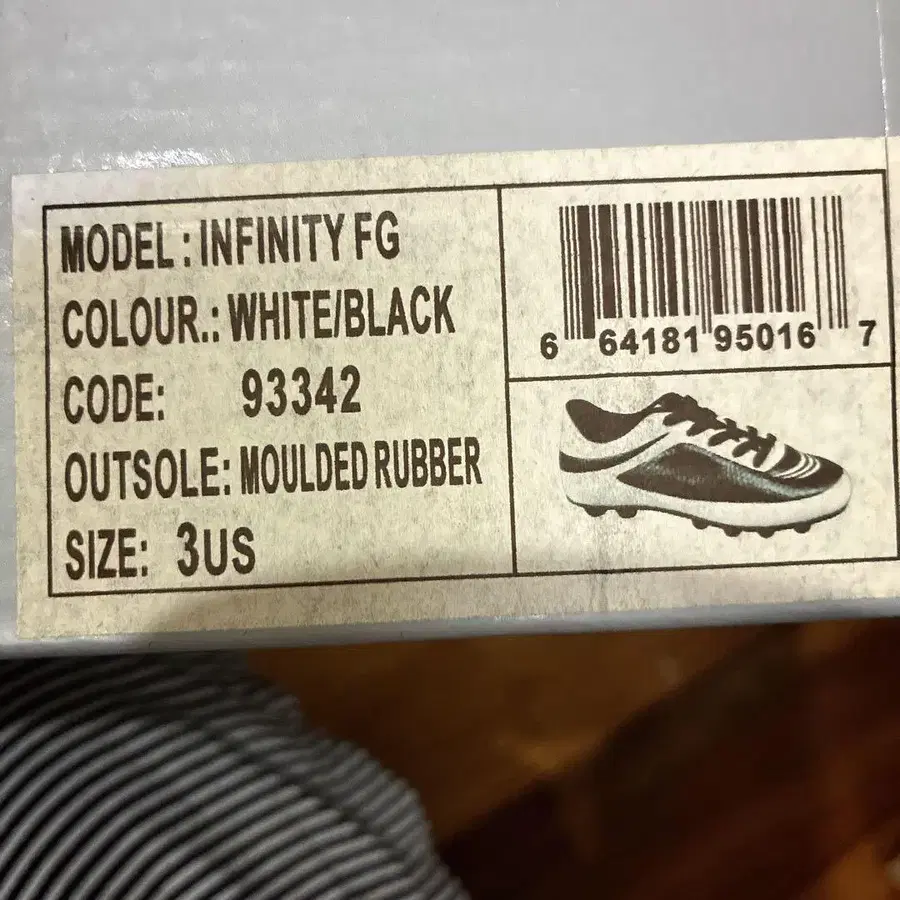 MODEL : INFINITY FG
COLOUR.: WHITE/BLACK
CODE: 93342
OUTSOLE: MOULDED RUBBER
SIZE: 3US
6 64181 95016 7